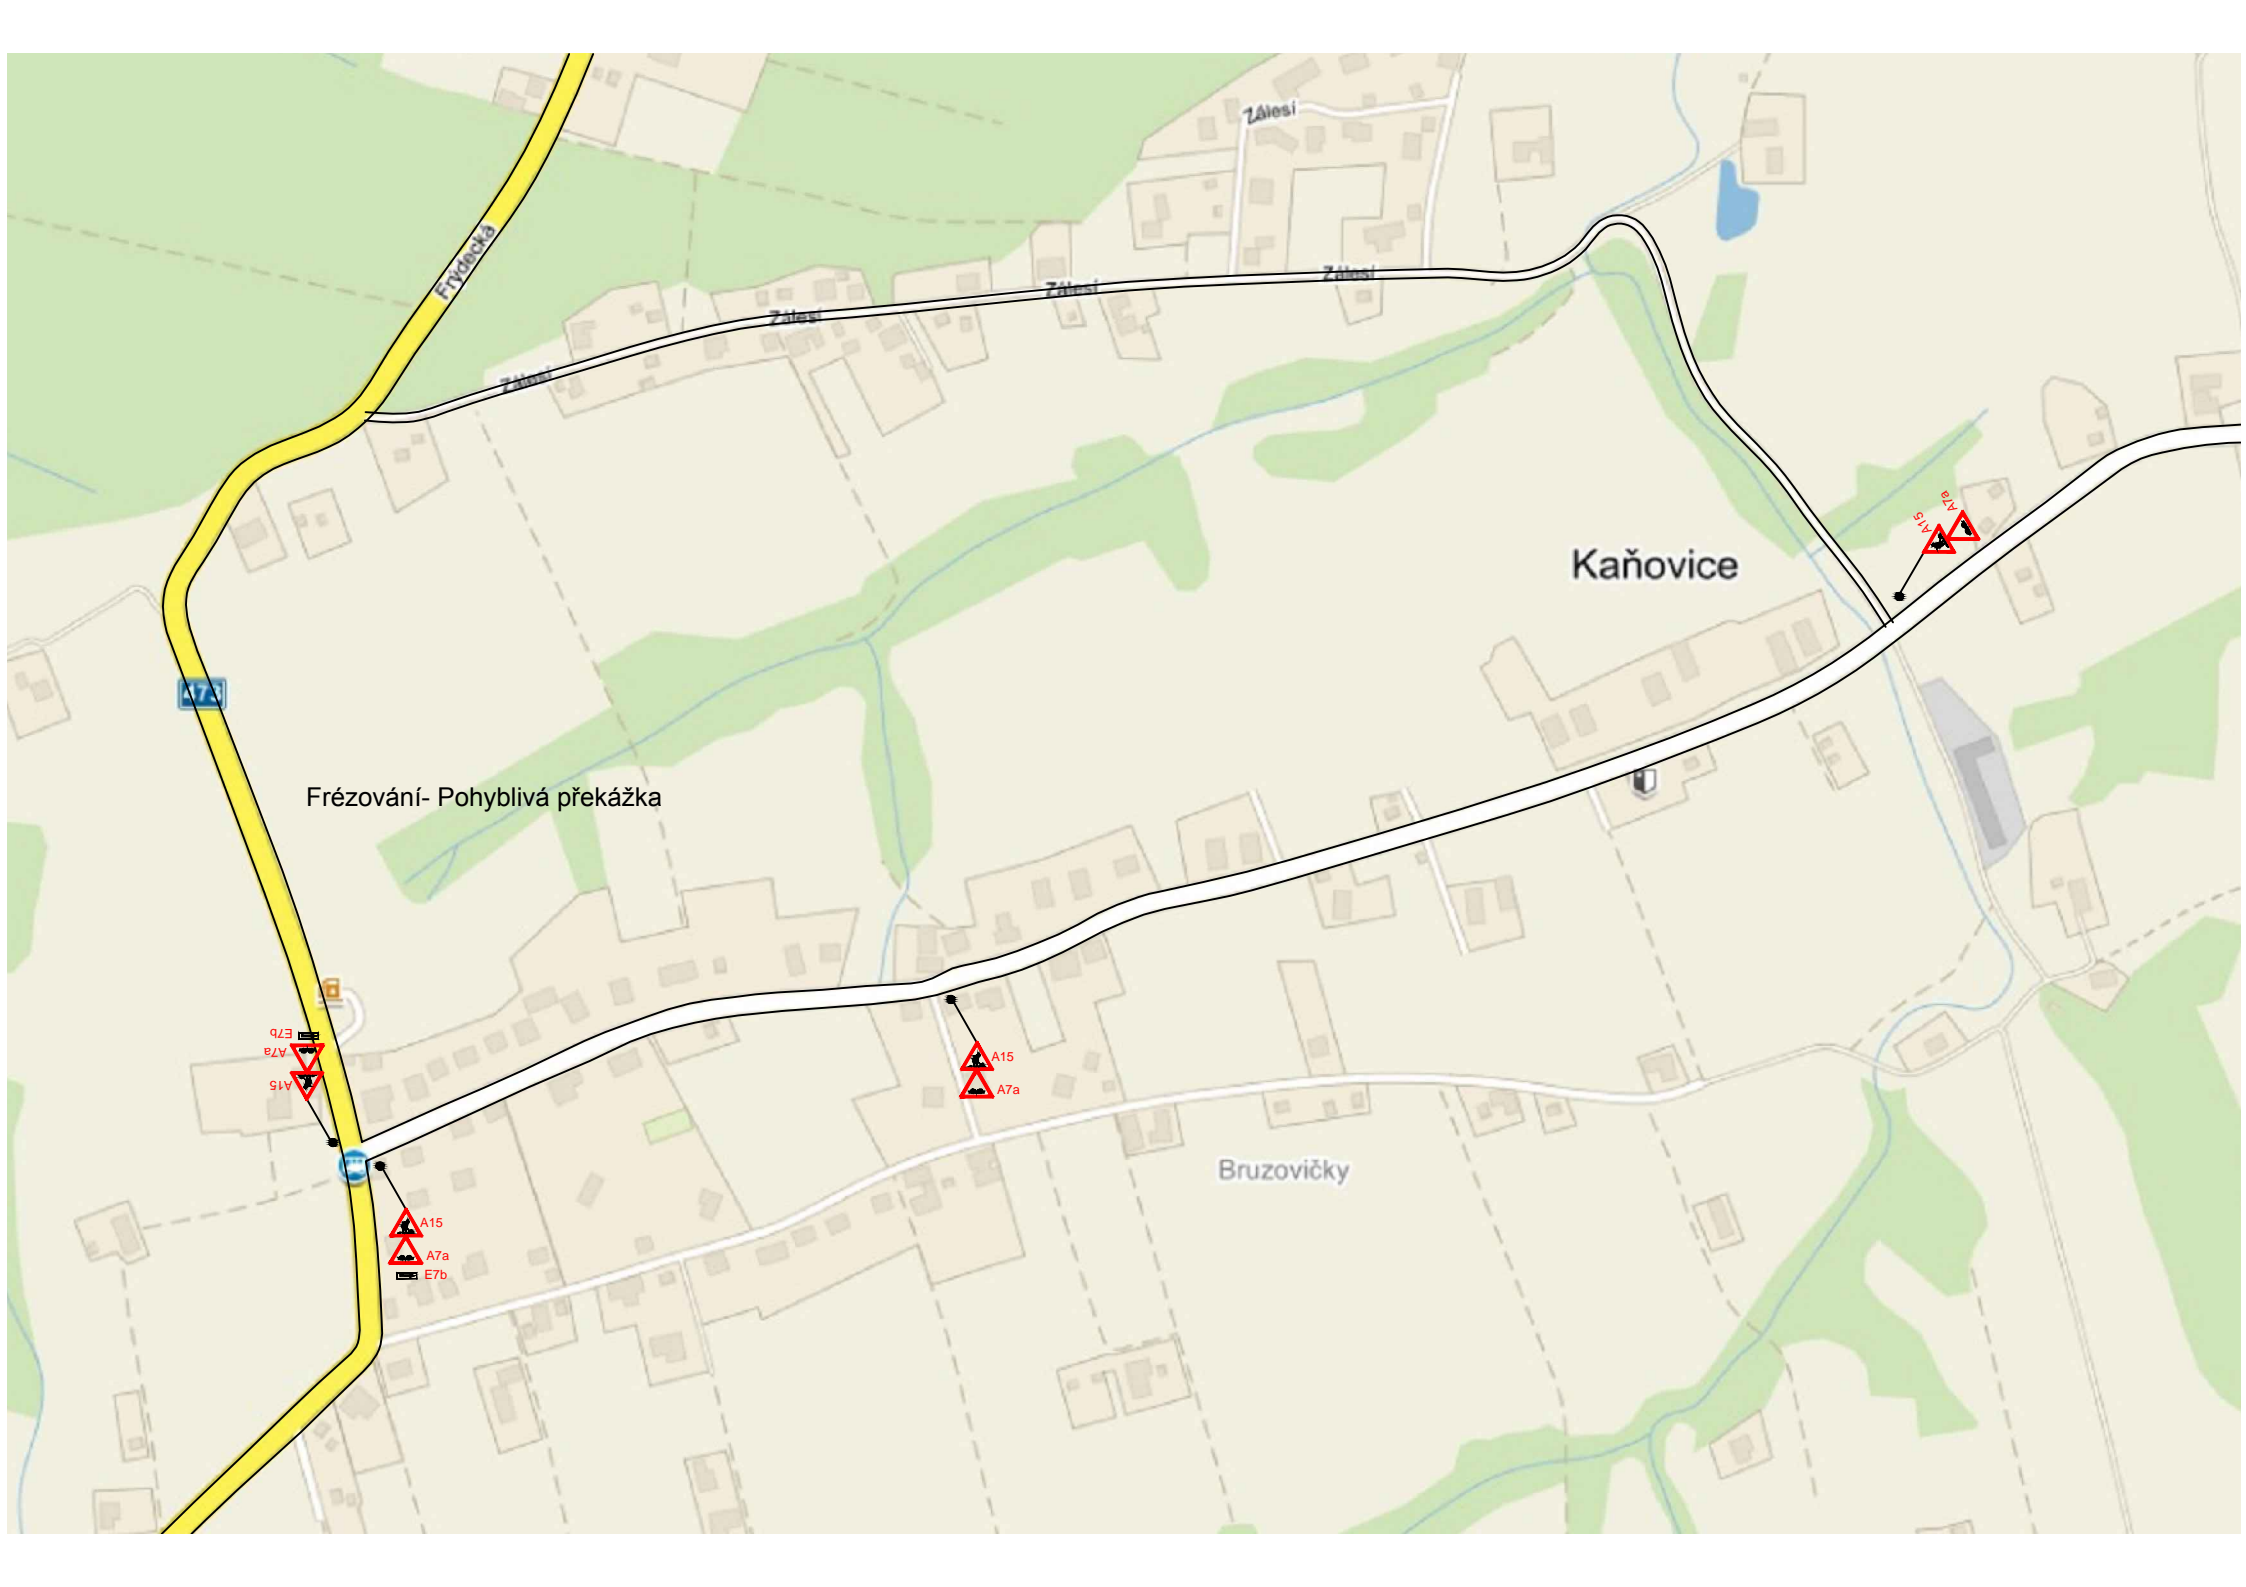 Zálesí
Frýdecká
Zálesí
Zálesí
Zálesí
Zálesí
A7a
A15
Kaňovice
473
Frézování- Pohyblivá překážka
E7b
A7a
A15
A15
A7a
Bruzovičky
A15
A7a
E7b